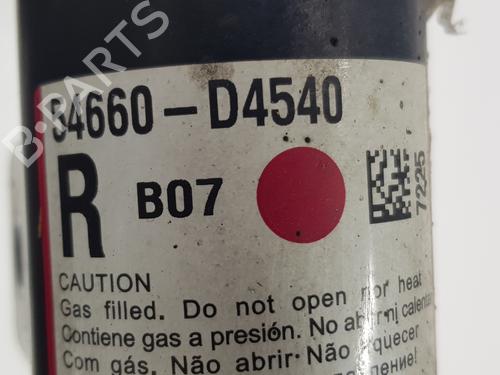 54660-D4540
R B07
7225
CAUTION
Gas filled. Do not open nor heat
Contiene gas a presión. No abrir ni calentar
Com gás. Não abrir· Não aquecer
B-PARTS